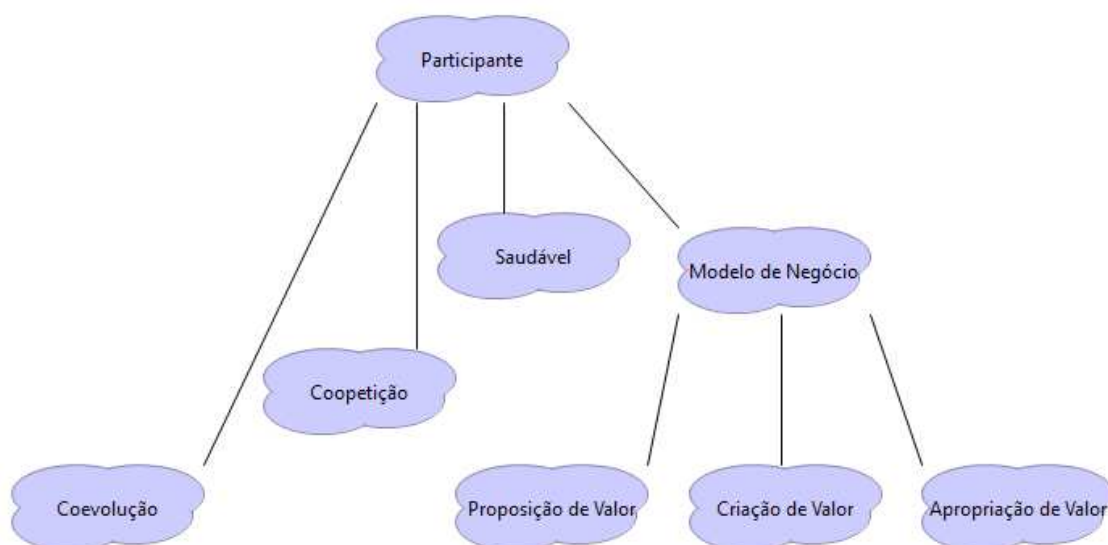 Participante
Saudável
Modelo de Negócio
Coopetição
Coevolução
Proposição de Valor
Criação de Valor
Apropriação de Valor